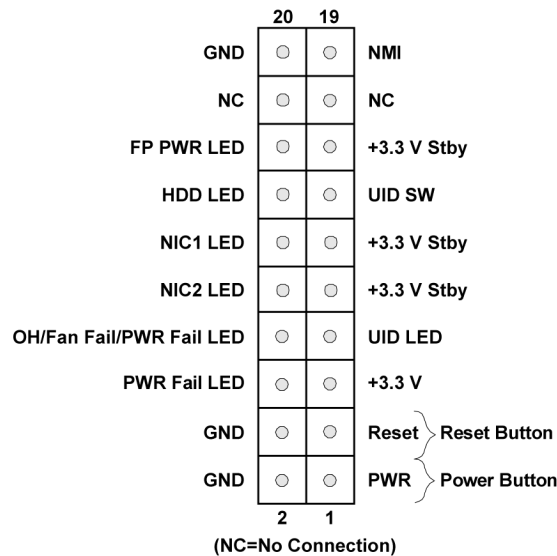 20 19
GND NMI
NC NC
FP PWR LED +3.3 V Stby
HDD LED UID SW
NIC1 LED +3.3 V Stby
NIC2 LED +3.3 V Stby
OH/Fan Fail/PWR Fail LED UID LED
PWR Fail LED +3.3 V
GND Reset Reset Button
GND PWR Power Button
2 1
(NC=No Connection)